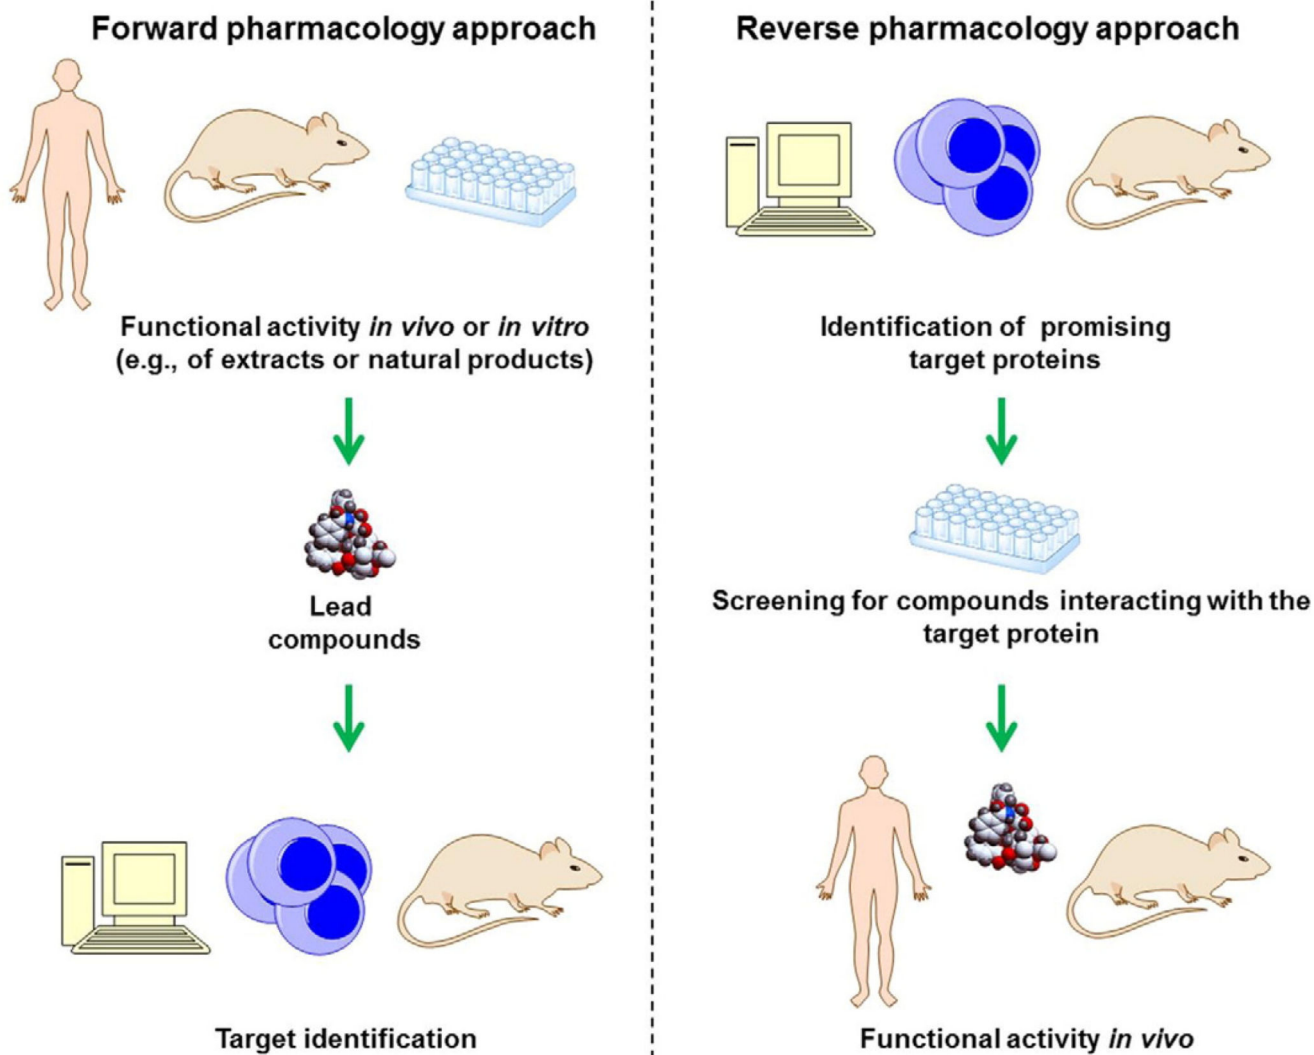 Forward pharmacology approach
Functional activity in vivo or in vitro
(e.g., of extracts or natural products)
Lead
compounds
Target identification
Reverse pharmacology approach
Identification of promising
target proteins
Screening for compounds interacting with the
target protein
Functional activity in vivo